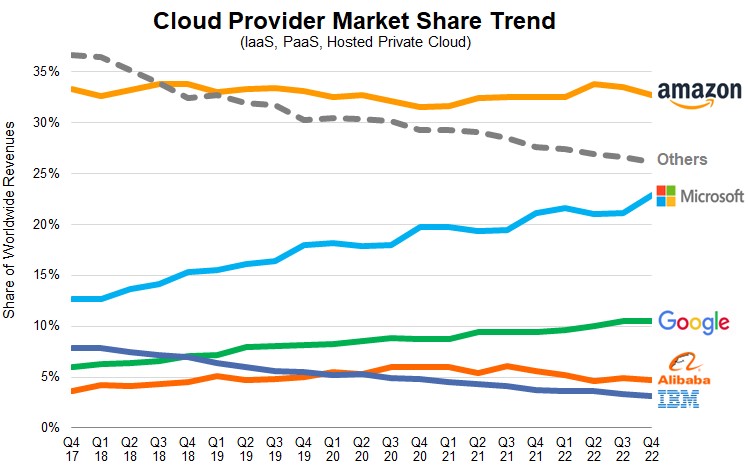 Cloud Provider Market Share Trend
(IaaS, PaaS, Hosted Private Cloud)
Share of Worldwide Revenues
35%
30%
25%
20%
15%
10%
5%
0%
amazon
Others
Microsoft
Google
Alibaba
IBM
Q4 Q1 Q2 Q3 Q4 Q1 Q2 Q3 Q4 Q1 Q2 Q3 Q4 Q1 Q2 Q3 Q4 Q1 Q2 Q3 Q4
17 18 18 18 18 19 19 19 19 20 20 20 20 21 21 21 21 22 22 22 22